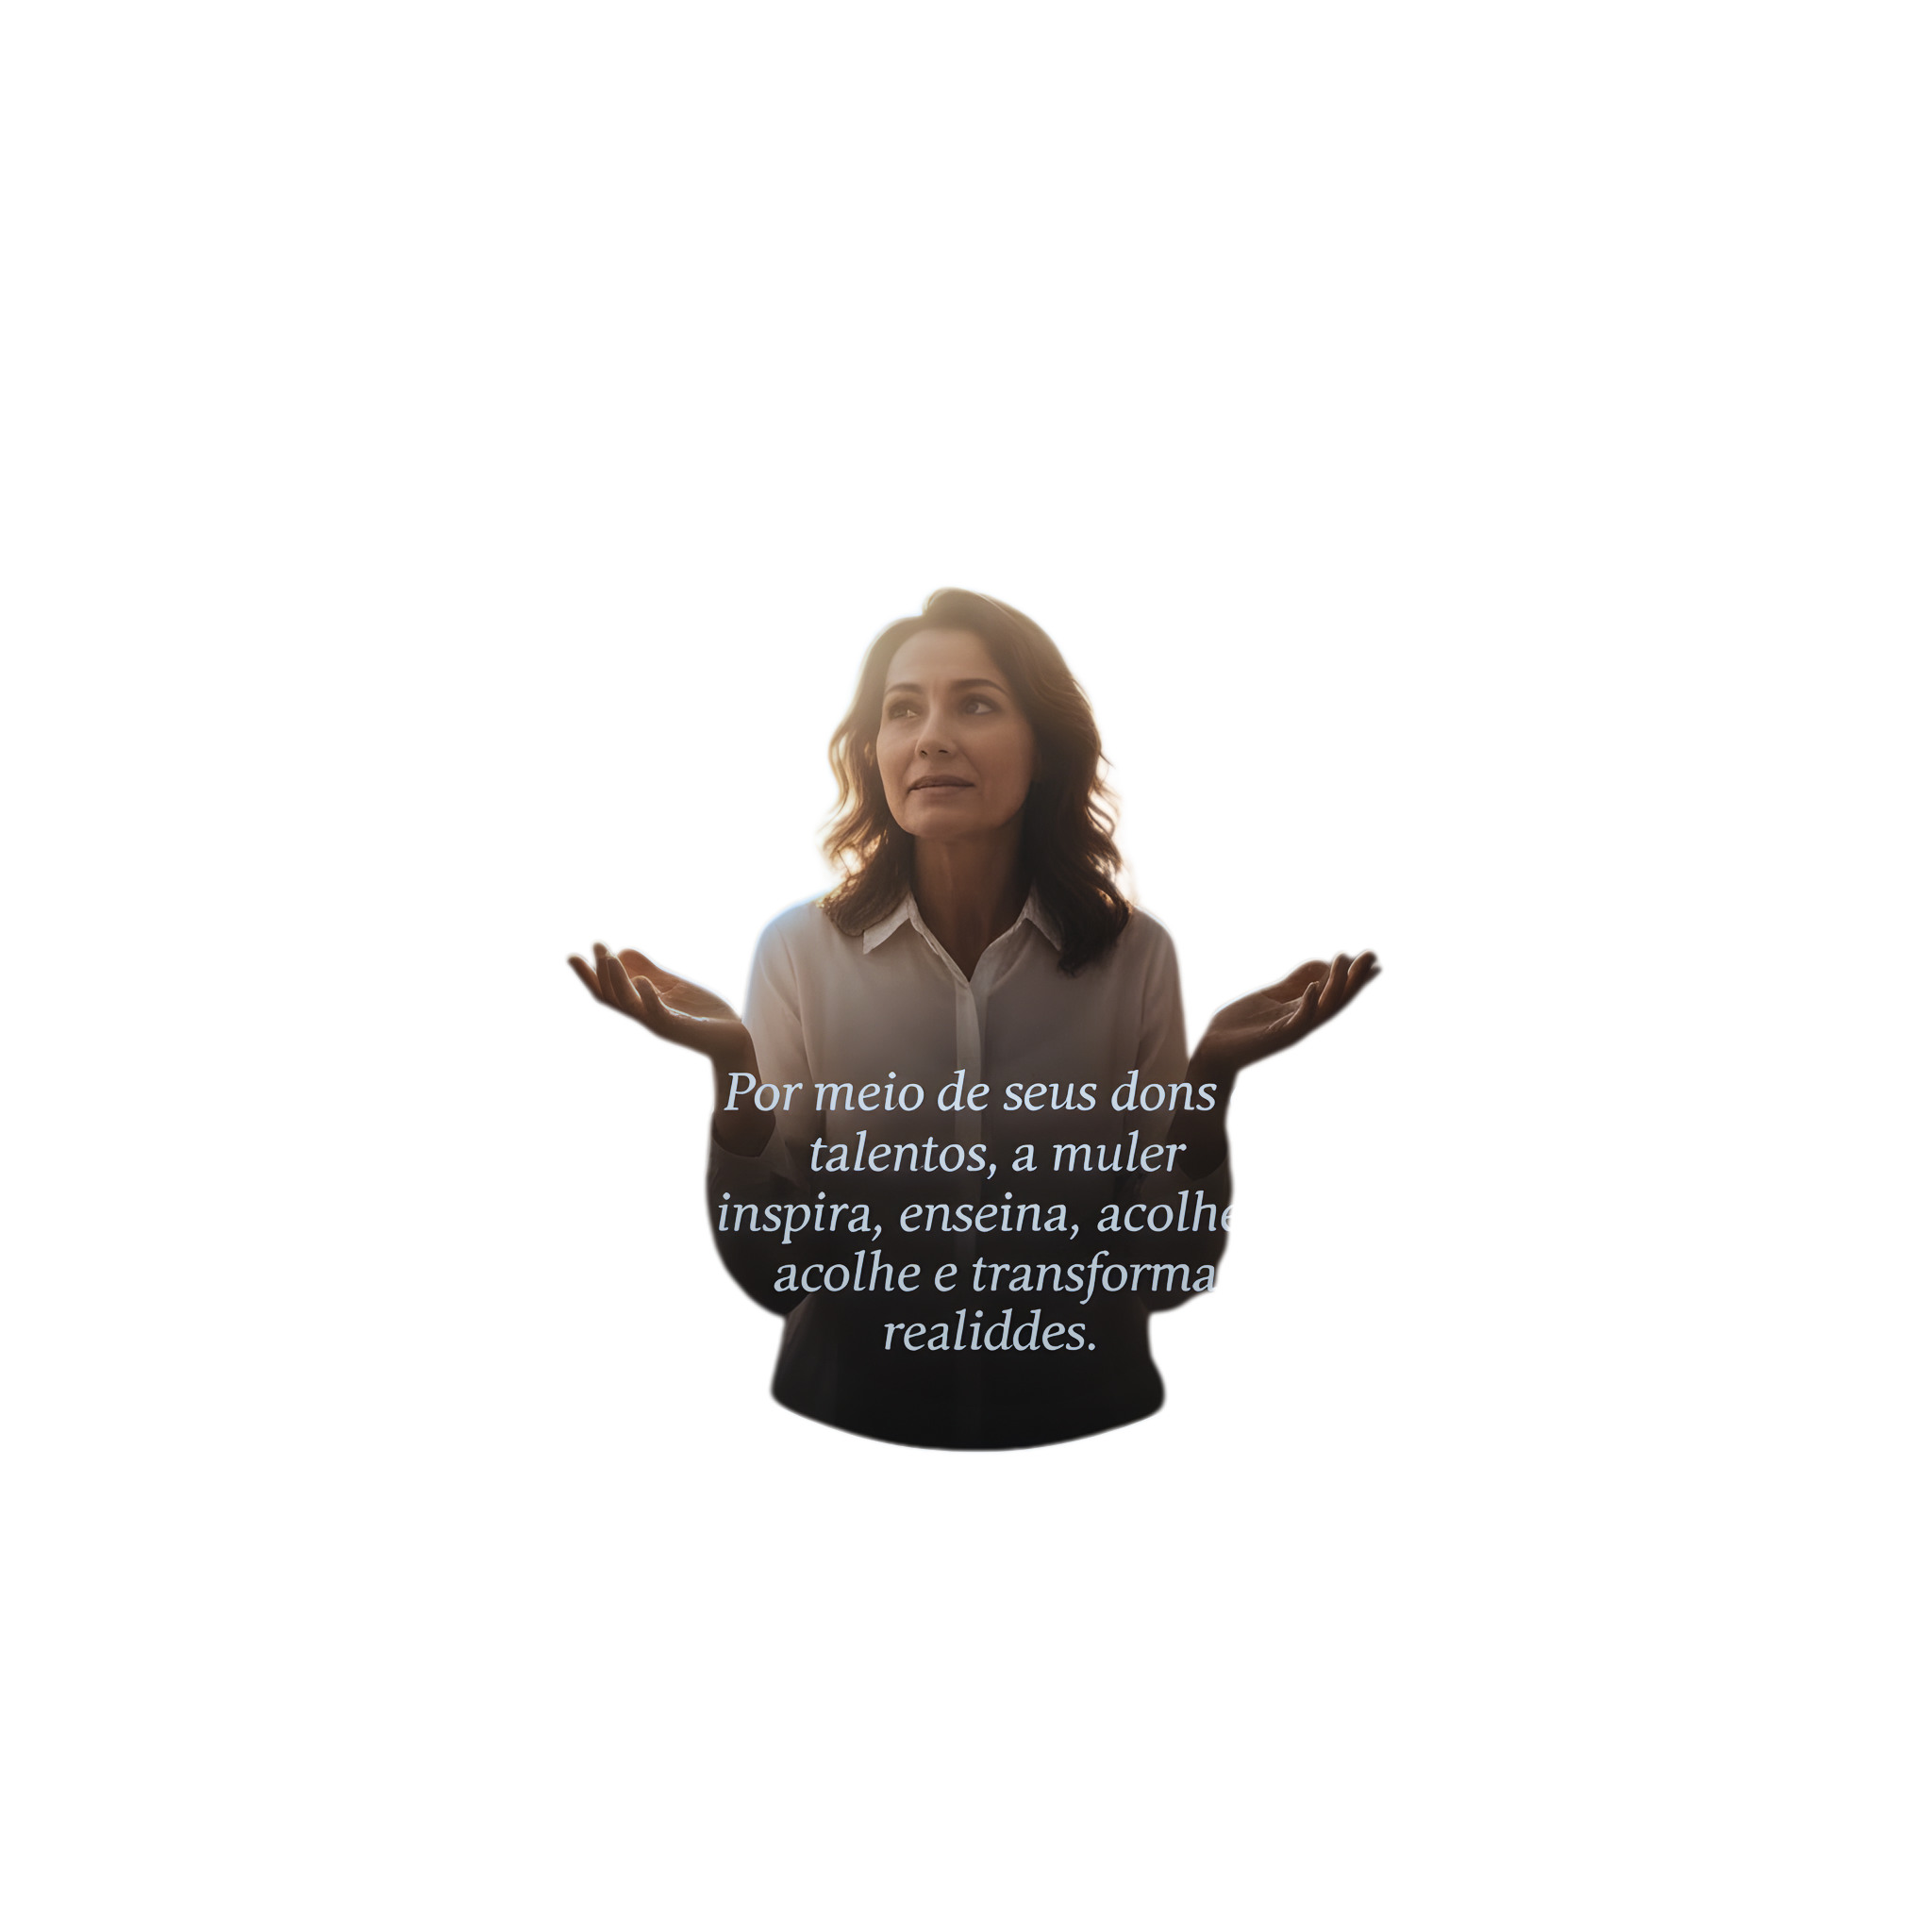 Por meio de seus dons
talentos, a muler
inspira, enseina, acolhe
acolhe e transforma
realiddes.